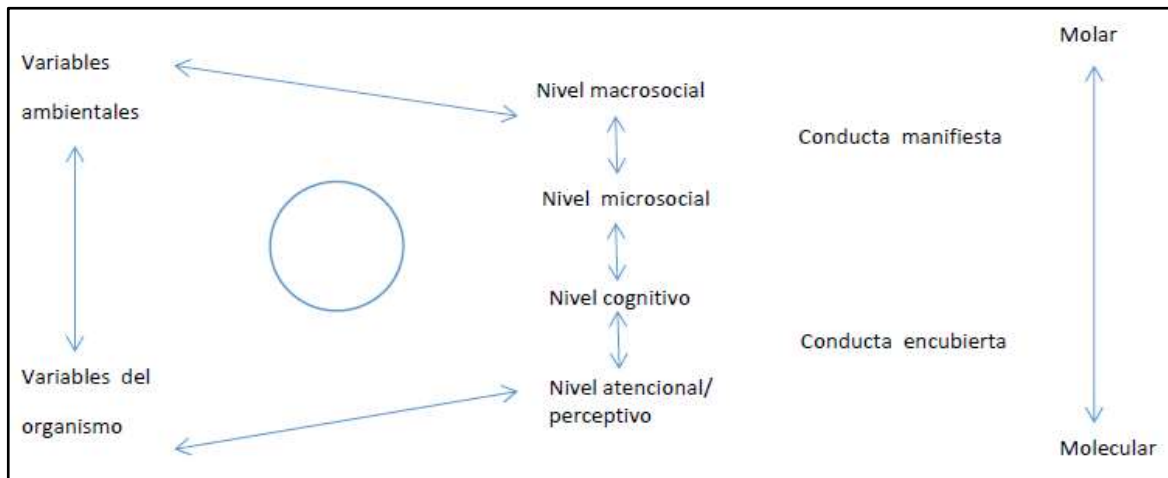 Variables
ambientales
Variables del
organismo
Nivel macrosocial
Nivel microsocial
Nivel cognitivo
Nivel atencional/
perceptivo
Conducta manifiesta
Conducta encubierta
Molar
Molecular